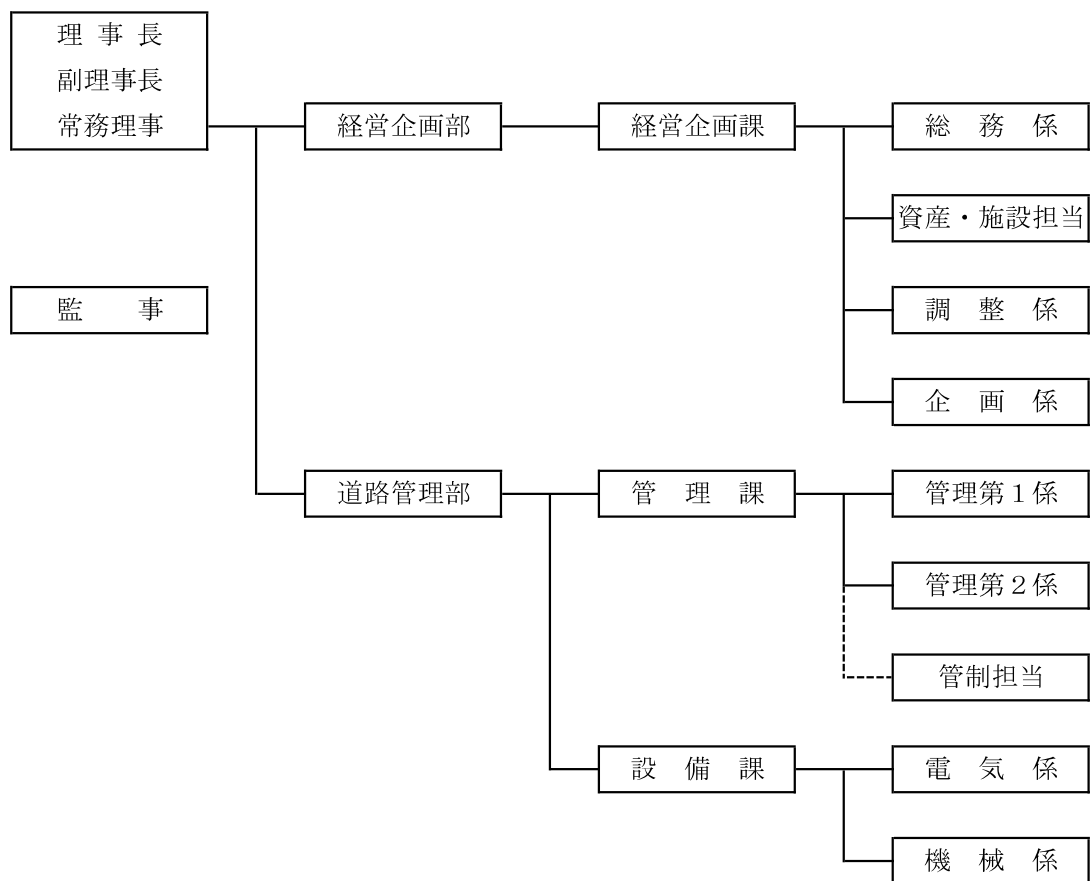 理 事 長
副理事長
常務理事
経営企画部
経営企画課
総 務 係
資産・施設担当
監 事
調 整 係
企 画 係
道路管理部
管 理 課
管理第1係
管理第2係
管制担当
設 備 課
電 気 係
機 械 係